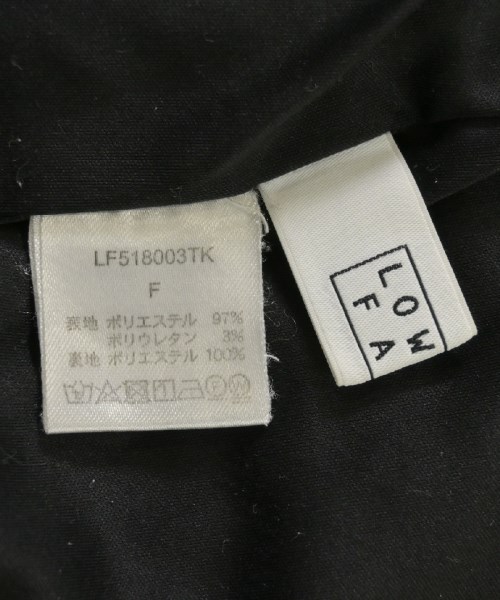 LF518003TK
F
表地 ポリエステル 97%
ポリウレタン 3%
裏地 ポリエステル 100%
LOW
FA